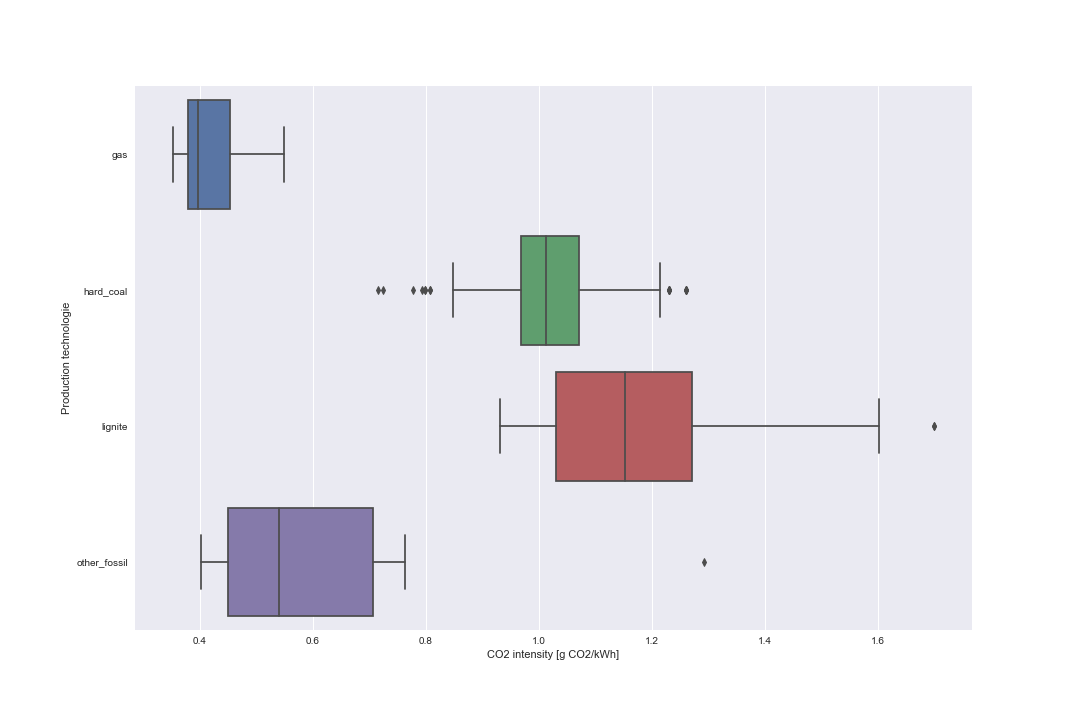 gas
hard_coal
lignite
other_fossil
Production technologie
0.4 0.6 0.8 1.0 1.2 1.4 1.6
CO2 intensity [g CO2/kWh]